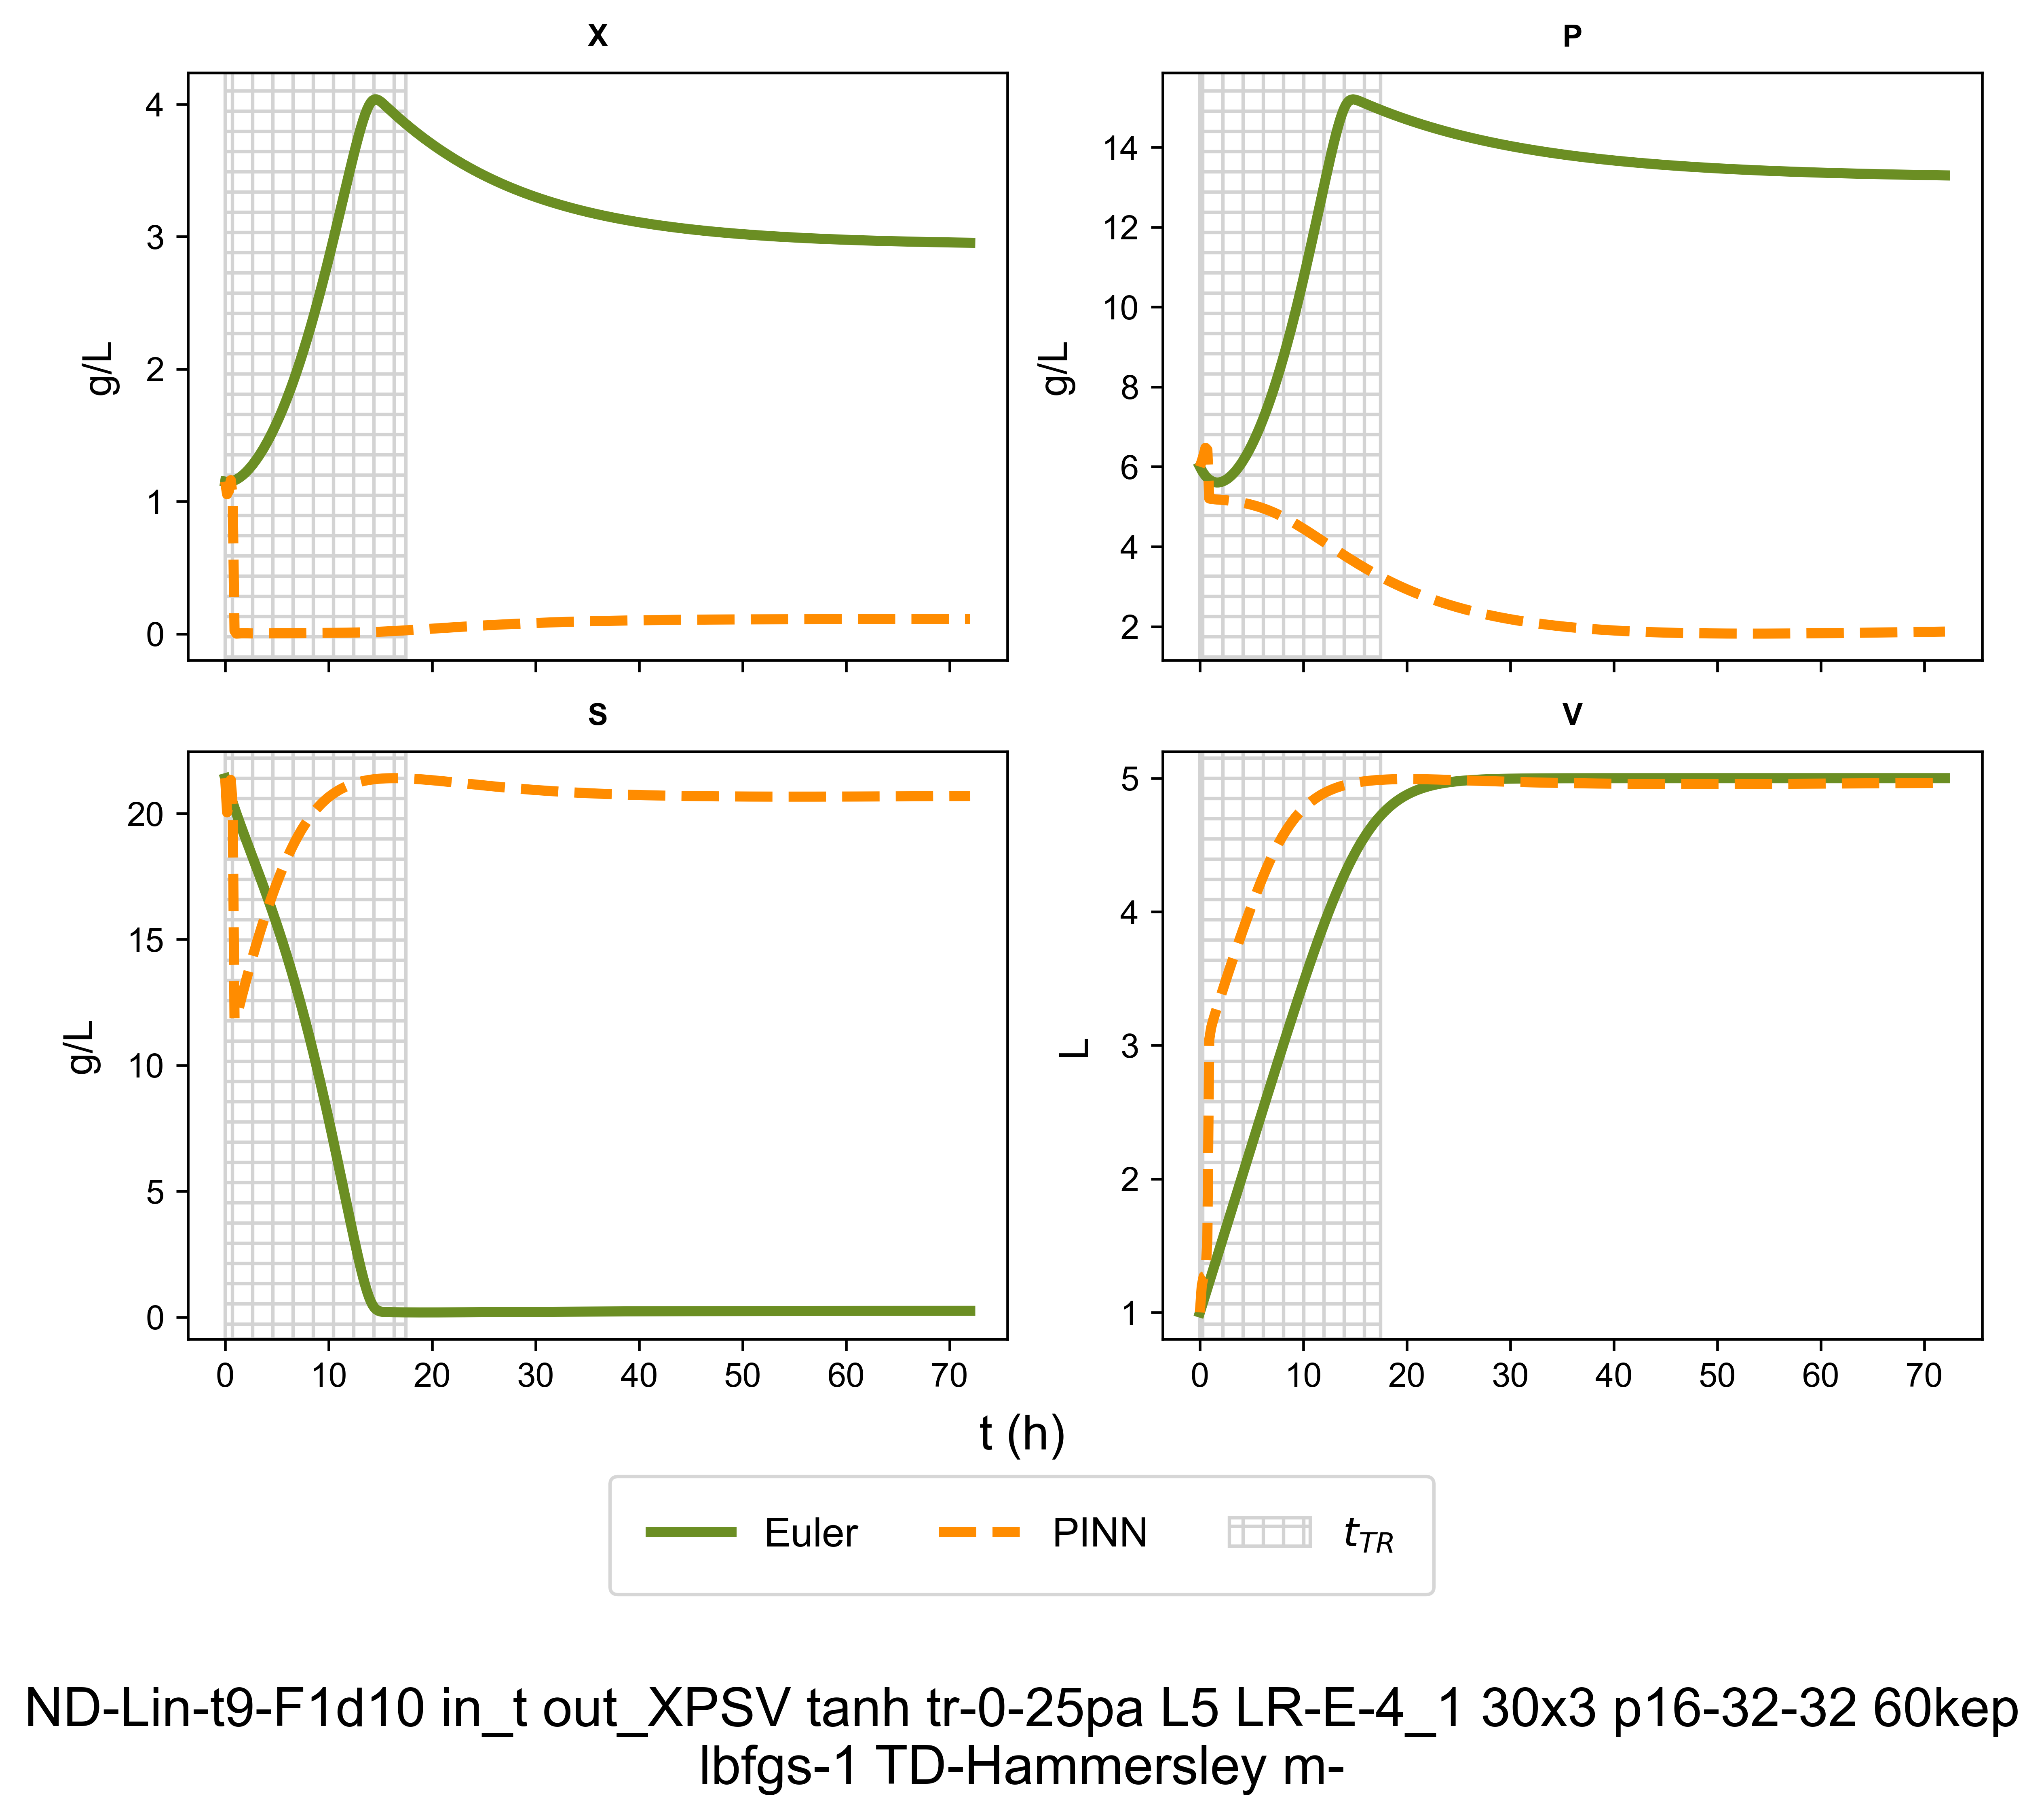 X
P
4
3
2
1
0
g/L
14
12
10
8
6
4
2
g/L
S
V
20
15
10
5
0
g/L
5
4
3
2
1
L
0 10 20 30 40 50 60 70
0 10 20 30 40 50 60 70
t (h)
Euler PINN t_TR
ND-Lin-t9-F1d10 in_t out_XPSV tanh tr-0-25pa L5 LR-E-4_1 30x3 p16-32-32 60kep
lbfgs-1 TD-Hammersley m-